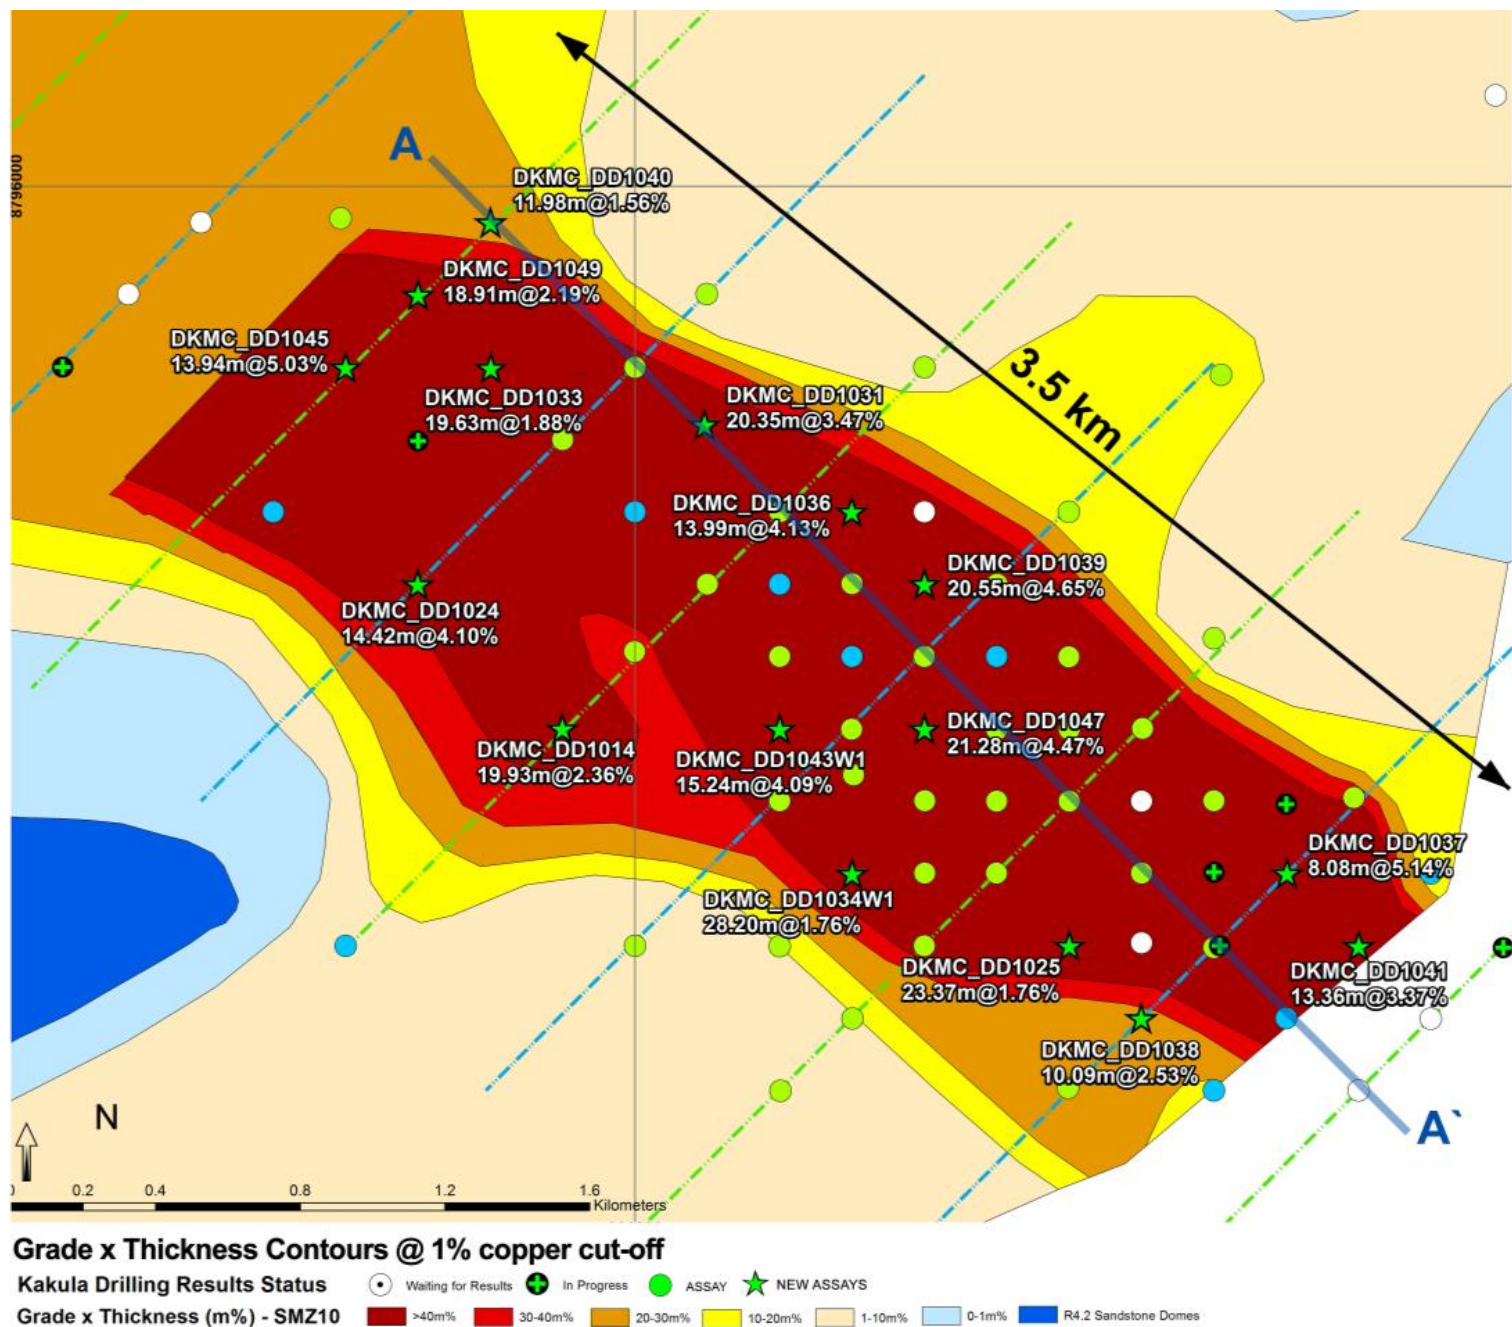 A
8796000
DKMC_DD1040
11.98m@1.56%
DKMC_DD1049
18.91m@2.19%
DKMC_DD1045
13.94m@5.03%
DKMC_DD1033
19.63m@1.88%
DKMC_DD1031
20.35m@3.47%
3.5 km
DKMC_DD1036
13.99m@4.13%
DKMC_DD1039
20.55m@4.65%
DKMC_DD1024
14.42m@4.10%
DKMC_DD1014
19.93m@2.36%
DKMC_DD1043W1
15.24m@4.09%
DKMC_DD1047
21.28m@4.47%
DKMC_DD1037
8.08m@5.14%
DKMC_DD1034W1
28.20m@1.76%
DKMC_DD1025
23.37m@1.76%
DKMC_DD1041
13.36m@3.37%
DKMC_DD1038
10.09m@2.53%
A`
N
0 0.2 0.4 0.8 1.2 1.6
Kilometers
Grade x Thickness Contours @ 1% copper cut-off
Kakula Drilling Results Status Waiting for Results In Progress ASSAY NEW ASSAYS
Grade x Thickness (m%) - SMZ10 >40m% 30-40m% 20-30m% 10-20m% 1-10m% 0-1m% R4.2 Sandstone Domes